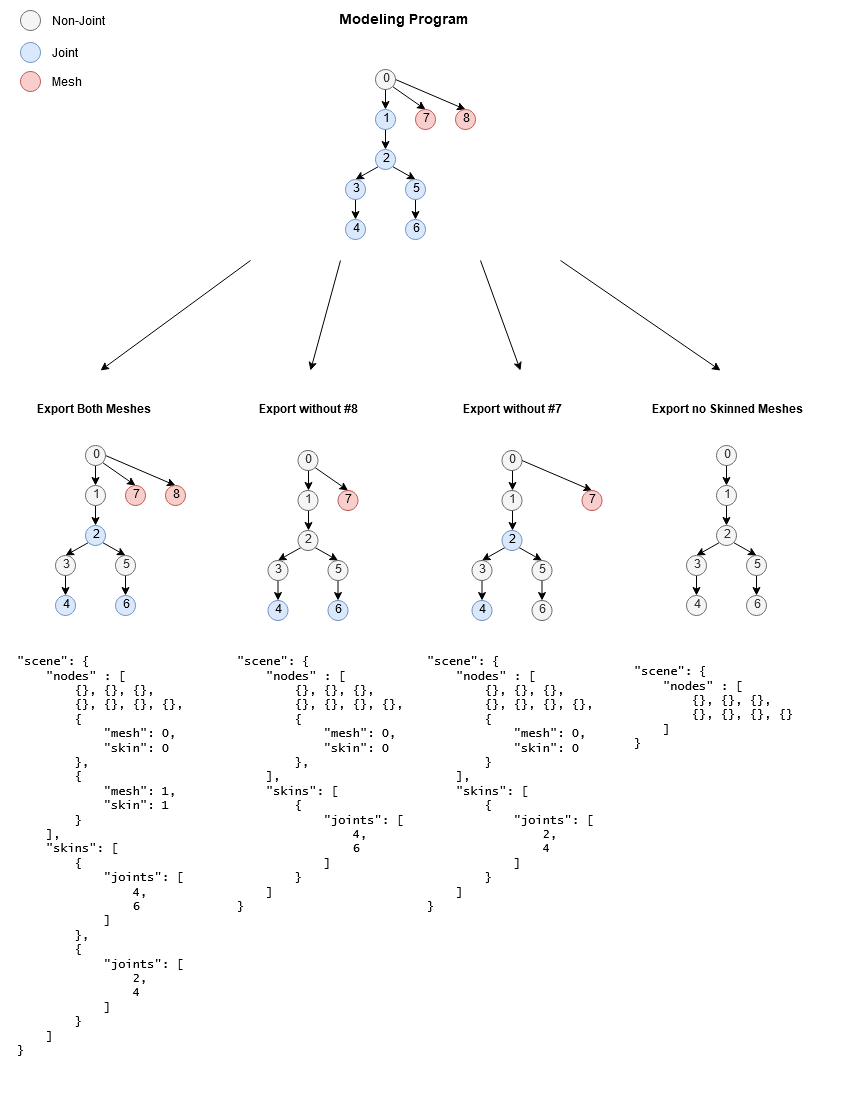 Non-Joint
Joint
Mesh
Modeling Program
0
1 7 8
2
3 5
4 6
Export Both Meshes
Export without #8
Export without #7
Export no Skinned Meshes
0
1 7 8
2
3 5
4 6
0
1 7
2
3 5
4 6
0
1 7
2
3 5
4 6
0
1
2
3 5
4 6
"scene": {
    "nodes" : [
        {}, {}, {},
        {}, {}, {}, {},
        {
            "mesh": 0,
            "skin": 0
        },
        {
            "mesh": 1,
            "skin": 1
        }
    ],
    "skins": [
        {
            "joints": [
                4,
                6
            ]
        },
        {
            "joints": [
                2,
                4
            ]
        }
    ]
}
"scene": {
    "nodes": [
        {}, {}, {},
        {}, {}, {}, {},
        {
            "mesh": 0,
            "skin": 0
        },
    ],
    "skins": [
        {
            "joints": [
                4,
                6
            ]
        }
    ]
}
"scene": {
    "nodes": [
        {}, {}, {},
        {}, {}, {}, {},
        {
            "mesh": 0,
            "skin": 0
        }
    ],
    "skins": [
        {
            "joints": [
                2,
                4
            ]
        }
    ]
}
"scene": {
    "nodes" : [
        {}, {}, {},
        {}, {}, {}, {}
    ]
}